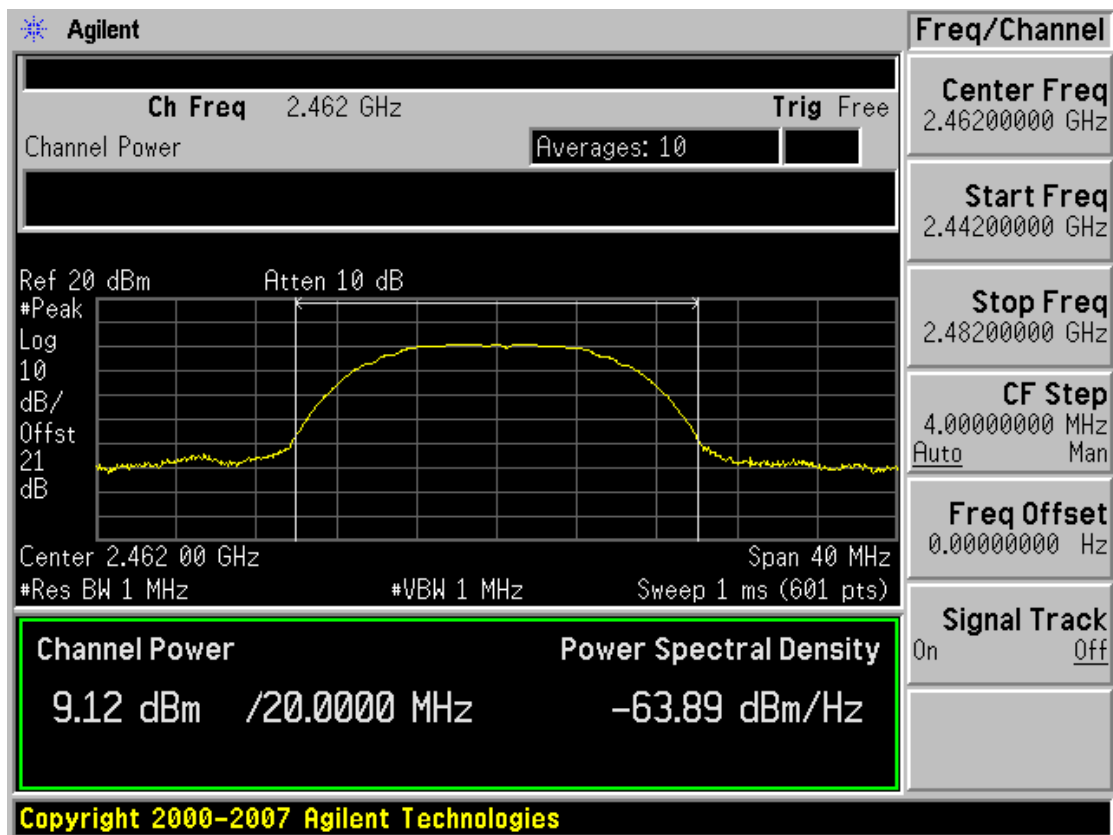 Agilent
Freq/Channel
Ch Freq 2.462 GHz Trig Free
Channel Power Averages: 10
Ref 20 dBm Atten 10 dB
#Peak
Log
10
dB/
Offst
21
dB
Center 2.462 00 GHz Span 40 MHz
#Res BW 1 MHz #VBW 1 MHz Sweep 1 ms (601 pts)
Channel Power Power Spectral Density
9.12 dBm /20.0000 MHz -63.89 dBm/Hz
Center Freq
2.46200000 GHz
Start Freq
2.44200000 GHz
Stop Freq
2.48200000 GHz
CF Step
4.00000000 MHz
Auto Man
Freq Offset
0.00000000 Hz
Signal Track
On Off
Copyright 2000-2007 Agilent Technologies